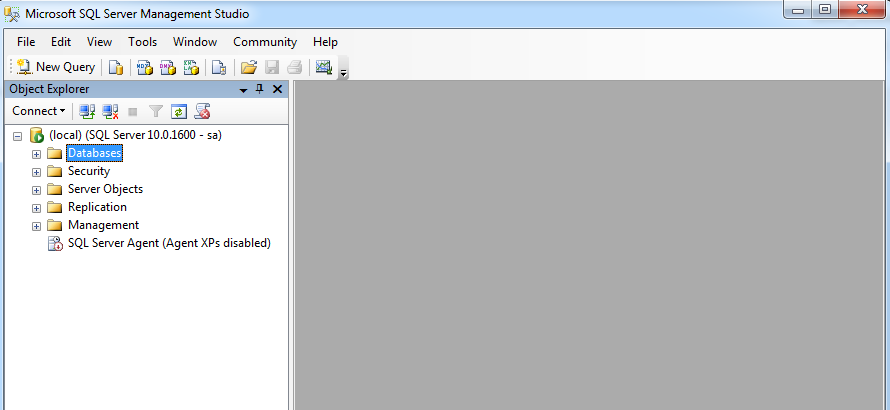 Microsoft SQL Server Management Studio
File Edit View Tools Window Community Help
New Query
Object Explorer
Connect
(local) (SQL Server 10.0.1600 - sa)
Databases
Security
Server Objects
Replication
Management
SQL Server Agent (Agent XPs disabled)